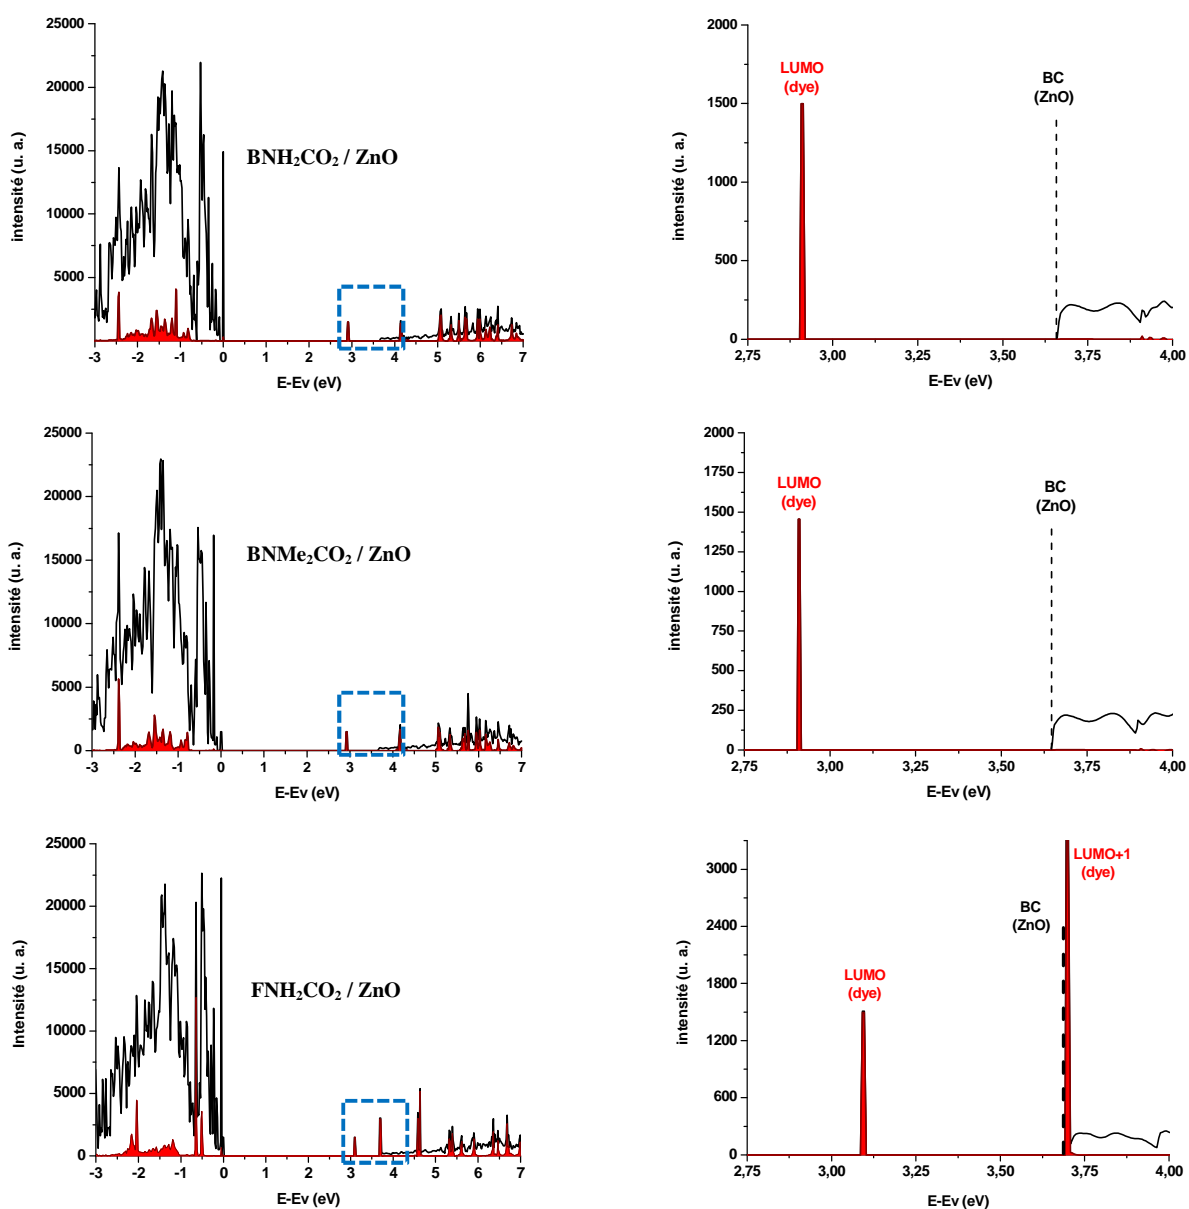 25000
20000
15000
10000
5000
intensité (u. a.)
BNH₂CO₂ / ZnO
-3 -2 -1 0 1 2 3 4 5 6 7
E-Ev (eV)
2000
1500
1000
500
0
intensité (u. a.)
LUMO
(dye)
BC
(ZnO)
2,75 3,00 3,25 3,50 3,75 4,00
E-Ev (eV)
25000
20000
15000
10000
5000
0
intensité (u. a.)
BNMe₂CO₂ / ZnO
-3 -2 -1 0 1 2 3 4 5 6 7
E-Ev (eV)
2000
1750
1500
1250
1000
750
500
250
0
intensité (u. a.)
LUMO
(dye)
BC
(ZnO)
2,75 3,00 3,25 3,50 3,75 4,00
E-Ev (eV)
25000
20000
15000
10000
5000
0
Intensité (u. a.)
FNH₂CO₂ / ZnO
-3 -2 -1 0 1 2 3 4 5 6 7
E-Ev (eV)
3000
2400
1800
1200
600
0
intensité (u. a.)
LUMO
(dye)
BC
(ZnO)
LUMO+1
(dye)
2,75 3,00 3,25 3,50 3,75 4,00
E-Ev (eV)